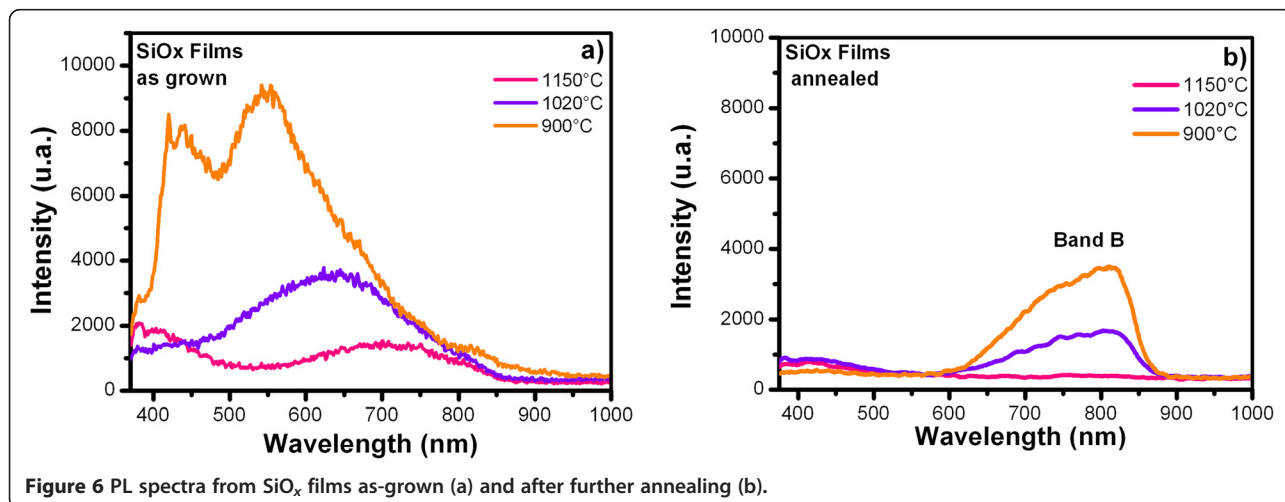 SiOx Films
as grown
a)
1150°C
1020°C
900°C
10000
8000
6000
4000
2000
0
Intensity (u.a.)
400 500 600 700 800 900 1000
Wavelength (nm)
SiOx Films
annealed
b)
1150°C
1020°C
900°C
Band B
10000
8000
6000
4000
2000
0
Intensity (u.a.)
400 500 600 700 800 900 1000
Wavelength (nm)
Figure 6 PL spectra from SiOx films as-grown (a) and after further annealing (b).